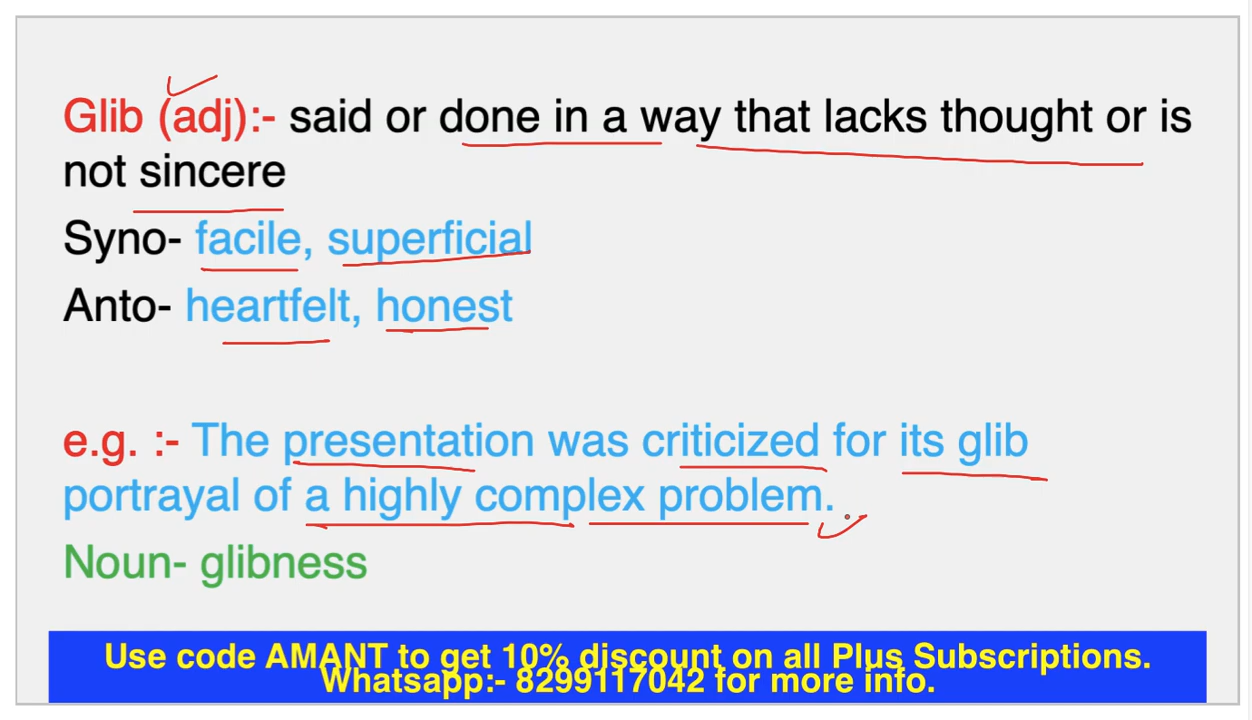 Glib (adj):- said or done in a way that lacks thought or is
not sincere
Syno- facile, superficial
Anto- heartfelt, honest
e.g. :- The presentation was criticized for its glib
portrayal of a highly complex problem.
Noun- glibness
Use code AMANT to get 10% discount on all Plus Subscriptions.
Whatsapp:- 8299117042 for more info.